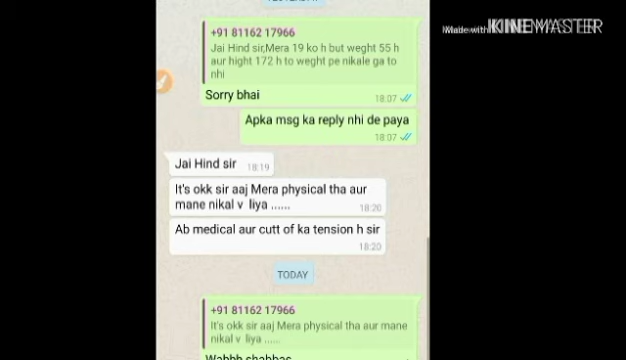 YESTERDAY
Made with KINEMASTER
+91 81162 17966
Jai Hind sir,Mera 19 ko h but weght 55 h
aur hight 172 h to weght pe nikale ga to
nhi
Sorry bhai
18:07
Apka msg ka reply nhi de paya
18:07
Jai Hind sir 18:19
It's okk sir aaj Mera physical tha aur
mane nikal v liya ......
18:20
Ab medical aur cutt of ka tension h sir
18:20
TODAY
+91 81162 17966
It's okk sir aaj Mera physical tha aur mane
nikal v liya .....
Wahhh shabbas